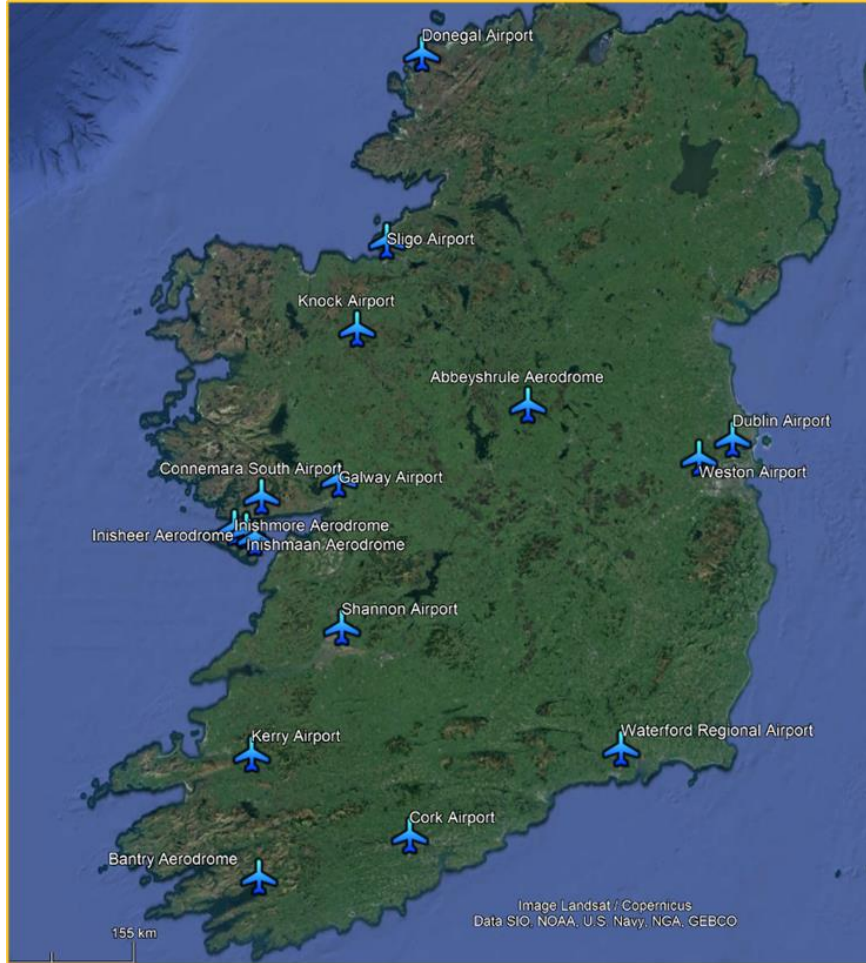 Donegal Airport
Sligo Airport
Knock Airport
Abbeyshrule Aerodrome
Dublin Airport
Weston Airport
Connemara South Airport
Galway Airport
Inishmore Aerodrome
Inisheer Aerodrome
Inishmaan Aerodrome
Shannon Airport
Waterford Regional Airport
Kerry Airport
Cork Airport
Bantry Aerodrome
Image Landsat / Copernicus
Data SIO, NOAA, U.S. Navy, NGA, GEBCO
155 km